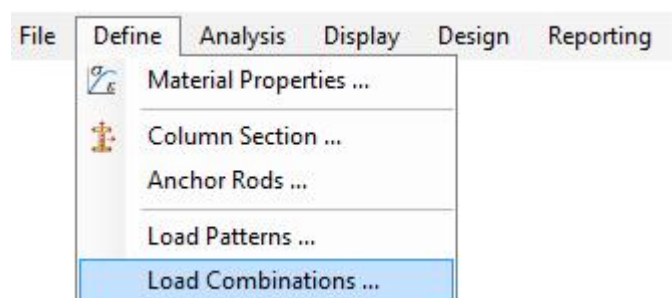 File Define Analysis Display Design Reporting
Material Properties ...
Column Section ...
Anchor Rods ...
Load Patterns ...
Load Combinations ...